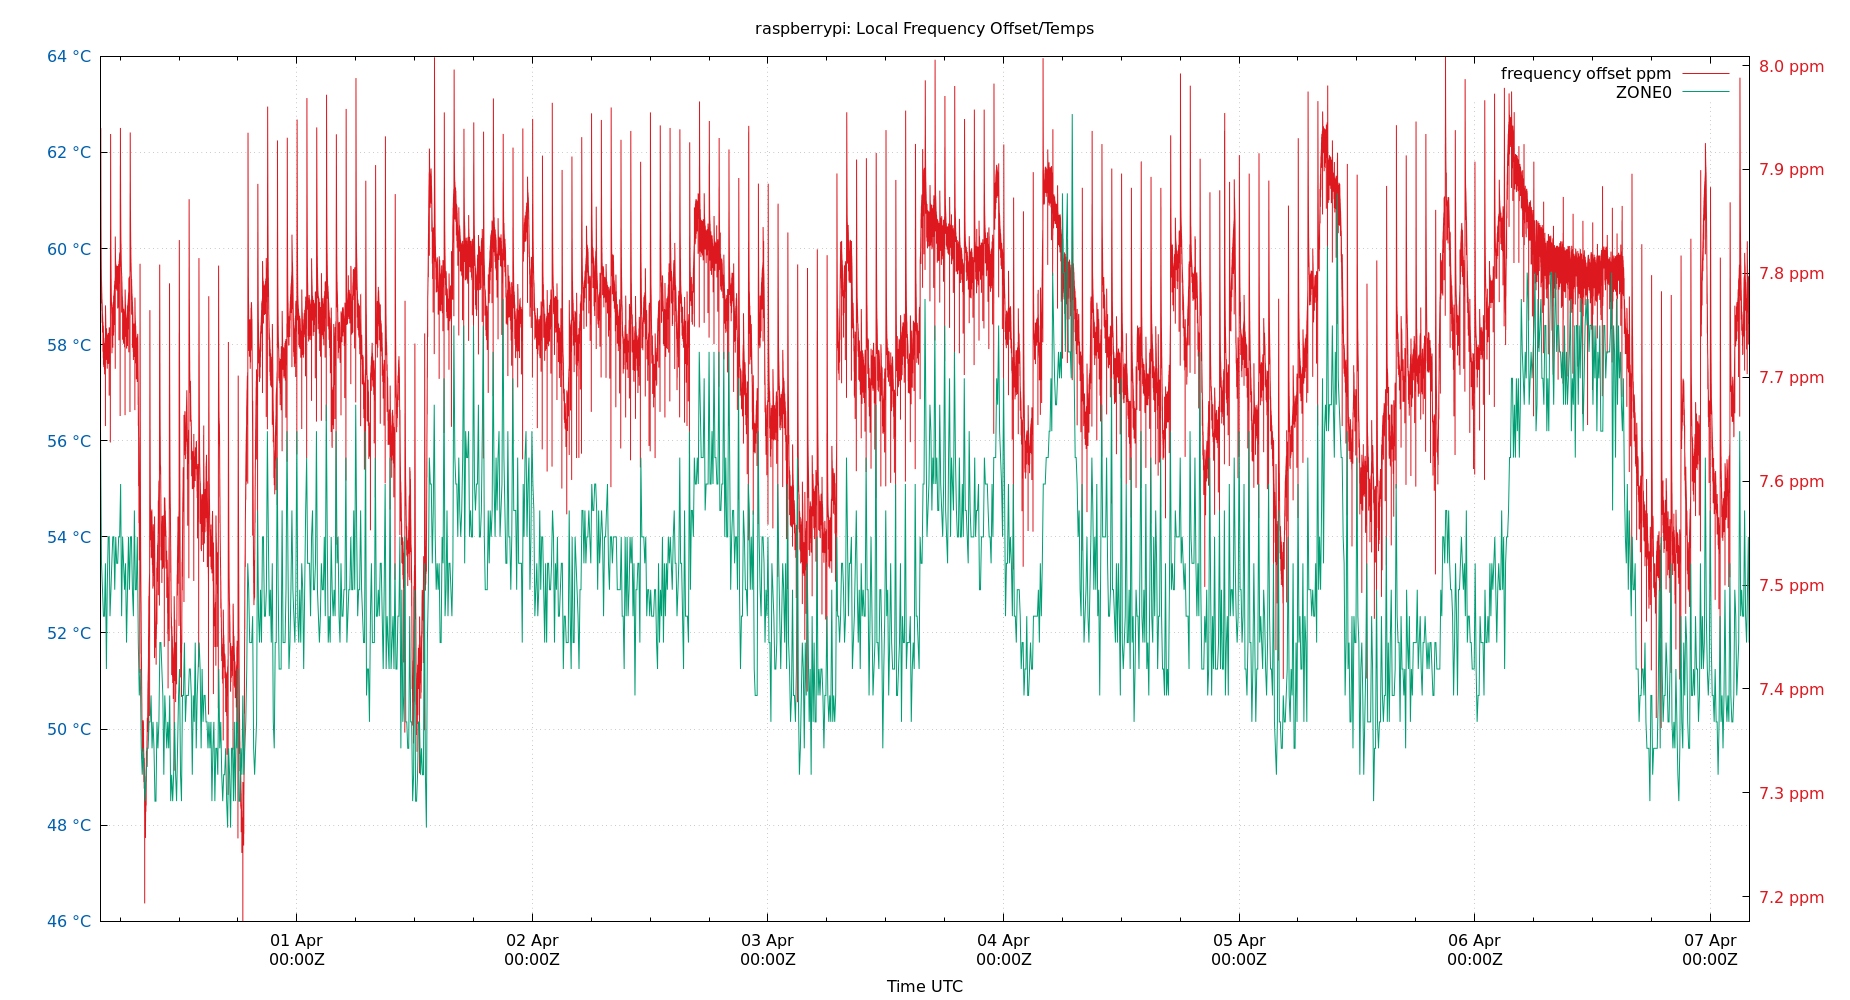 raspberrypi: Local Frequency Offset/Temps
frequency offset ppm
ZONE0
64 °C
62 °C
60 °C
58 °C
56 °C
54 °C
52 °C
50 °C
48 °C
46 °C
8.0 ppm
7.9 ppm
7.8 ppm
7.7 ppm
7.6 ppm
7.5 ppm
7.4 ppm
7.3 ppm
7.2 ppm
01 Apr
00:00Z
02 Apr
00:00Z
03 Apr
00:00Z
04 Apr
00:00Z
05 Apr
00:00Z
06 Apr
00:00Z
07 Apr
00:00Z
Time UTC